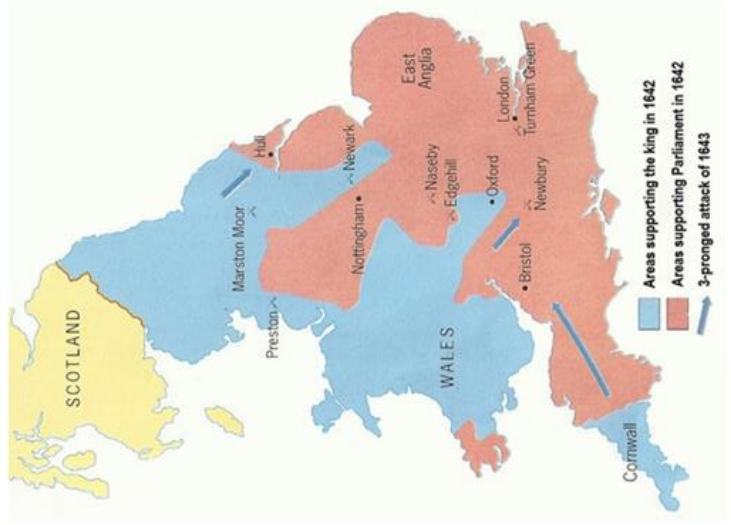 SCOTLAND
Hull
Marston Moor
Preston
Newark
Nottingham
East
Anglia
Naseby
Edgehill
WALES
Oxford
London
Turnham Green
Newbury
Bristol
Cornwall
Areas supporting the king in 1642
Areas supporting Parliament in 1642
3-pronged attack of 1643